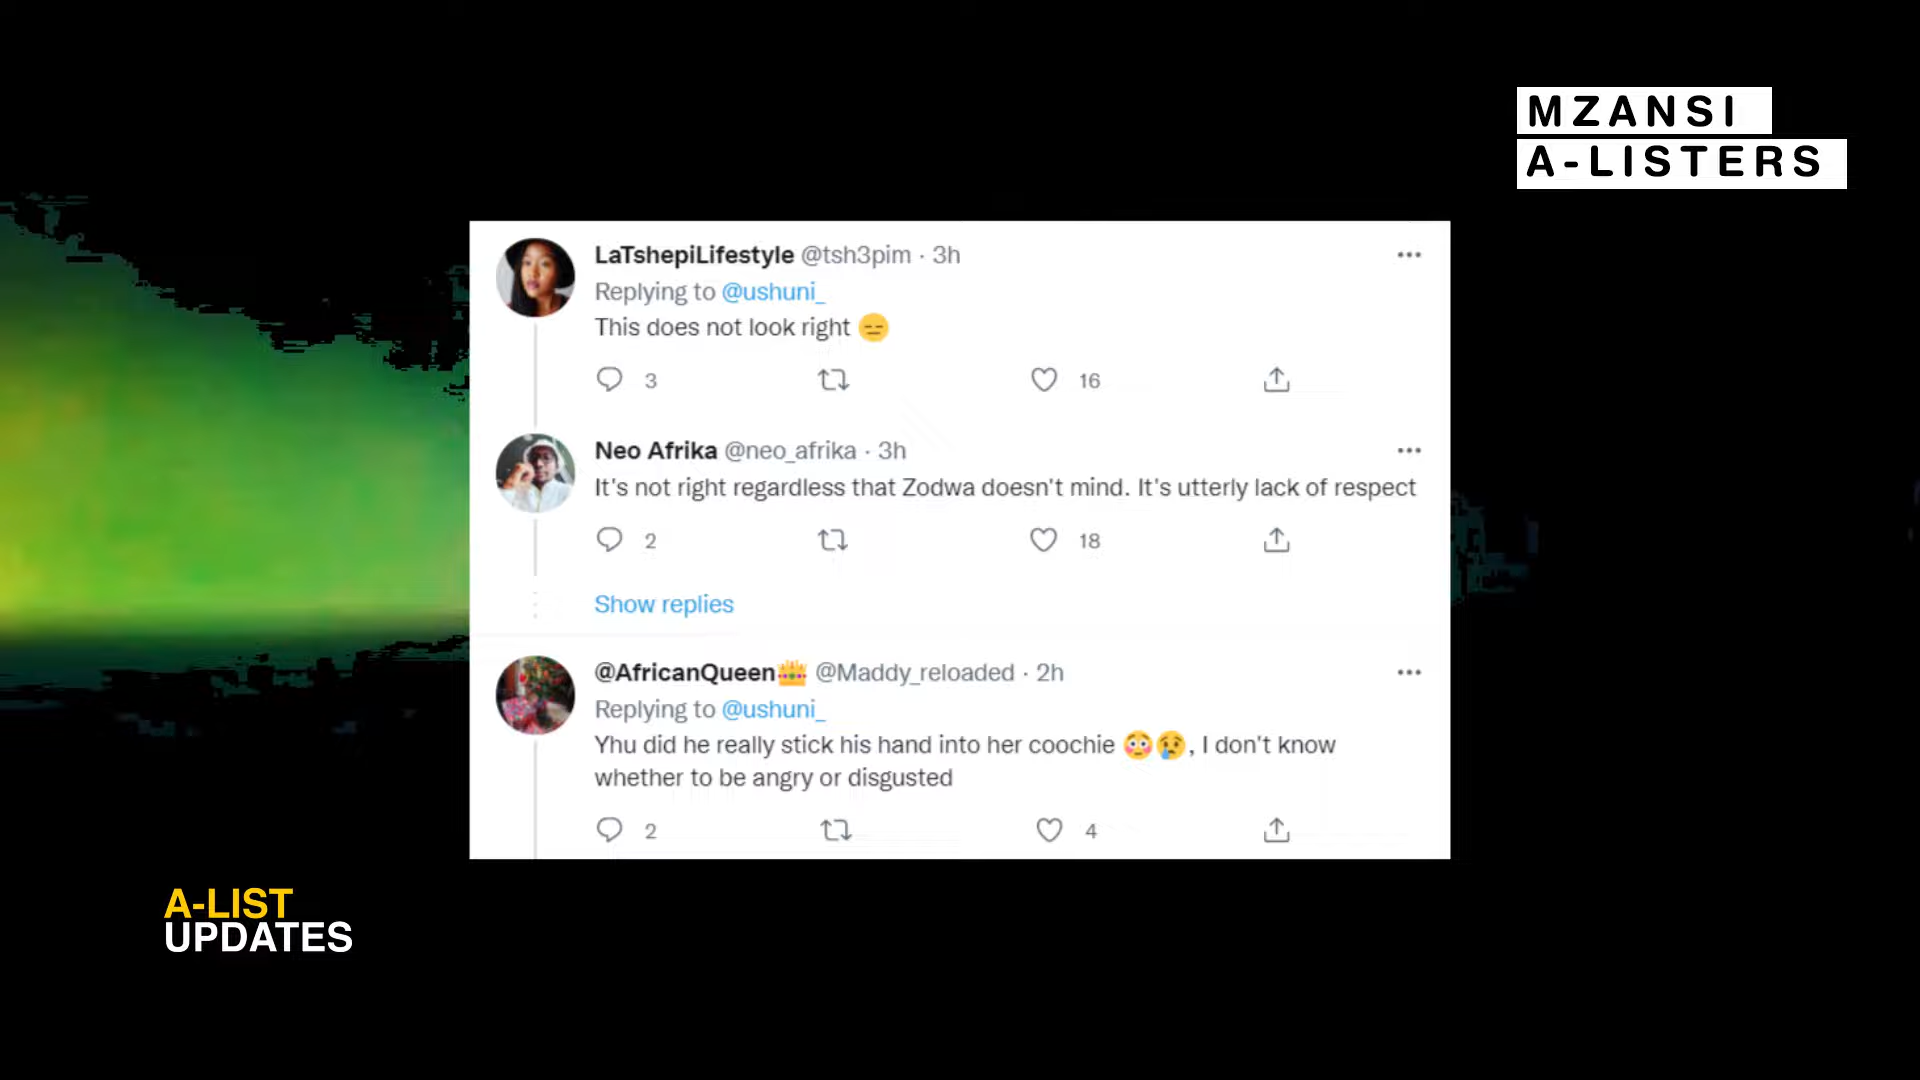 MZANSI
A-LISTERS
LaTshepiLifestyle @tsh3pim · 3h
Replying to @ushuni_
This does not look right 😑
3 16
Neo Afrika @neo_afrika · 3h
It's not right regardless that Zodwa doesn't mind. It's utterly lack of respect
2 18
Show replies
@AfricanQueen👑 @Maddy_reloaded · 2h
Replying to @ushuni_
Yhu did he really stick his hand into her coochie 😳😢, I don't know
whether to be angry or disgusted
2 4
A-LIST
UPDATES